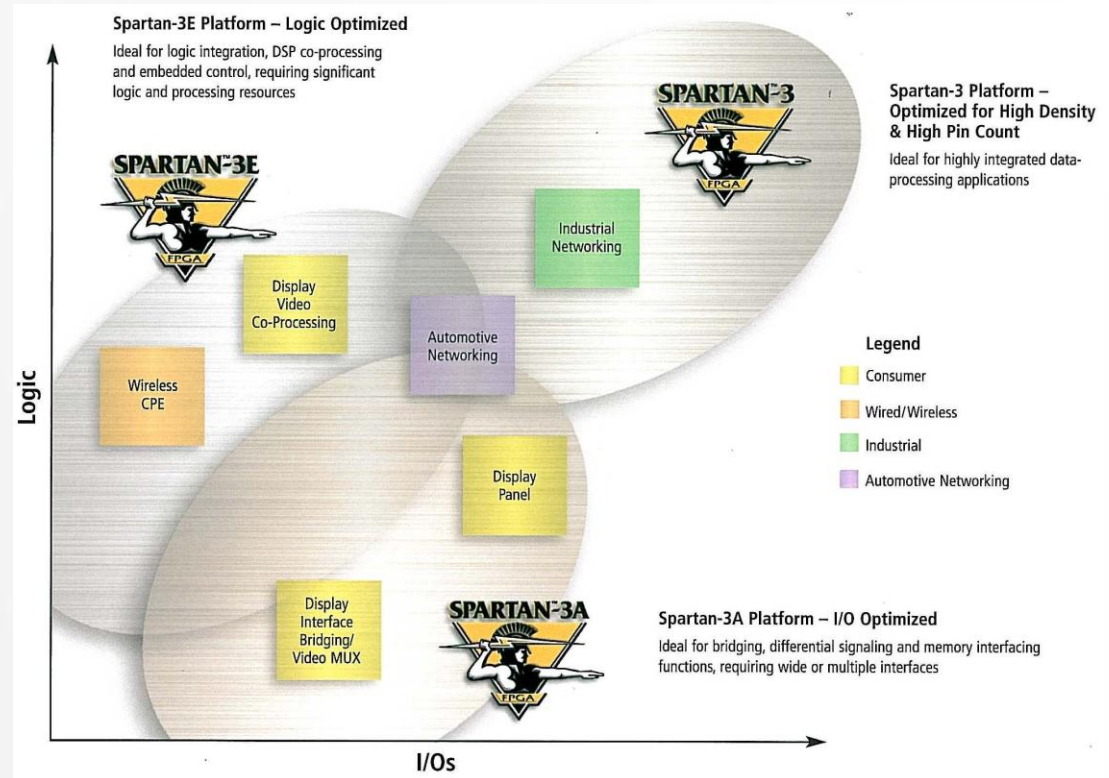 Spartan-3E Platform – Logic Optimized
Ideal for logic integration, DSP co-processing
and embedded control, requiring significant
logic and processing resources
SPARTAN™-3E
FPGA
SPARTAN™-3
FPGA
Spartan-3 Platform –
Optimized for High Density
& High Pin Count
Ideal for highly integrated data-
processing applications
Industrial
Networking
Display
Video
Co-Processing
Automotive
Networking
Wireless
CPE
Legend
Consumer
Wired/Wireless
Industrial
Automotive Networking
Logic
Display
Panel
Display
Interface
Bridging/
Video MUX
SPARTAN™-3A
FPGA
Spartan-3A Platform – I/O Optimized
Ideal for bridging, differential signaling and memory interfacing
functions, requiring wide or multiple interfaces
I/Os